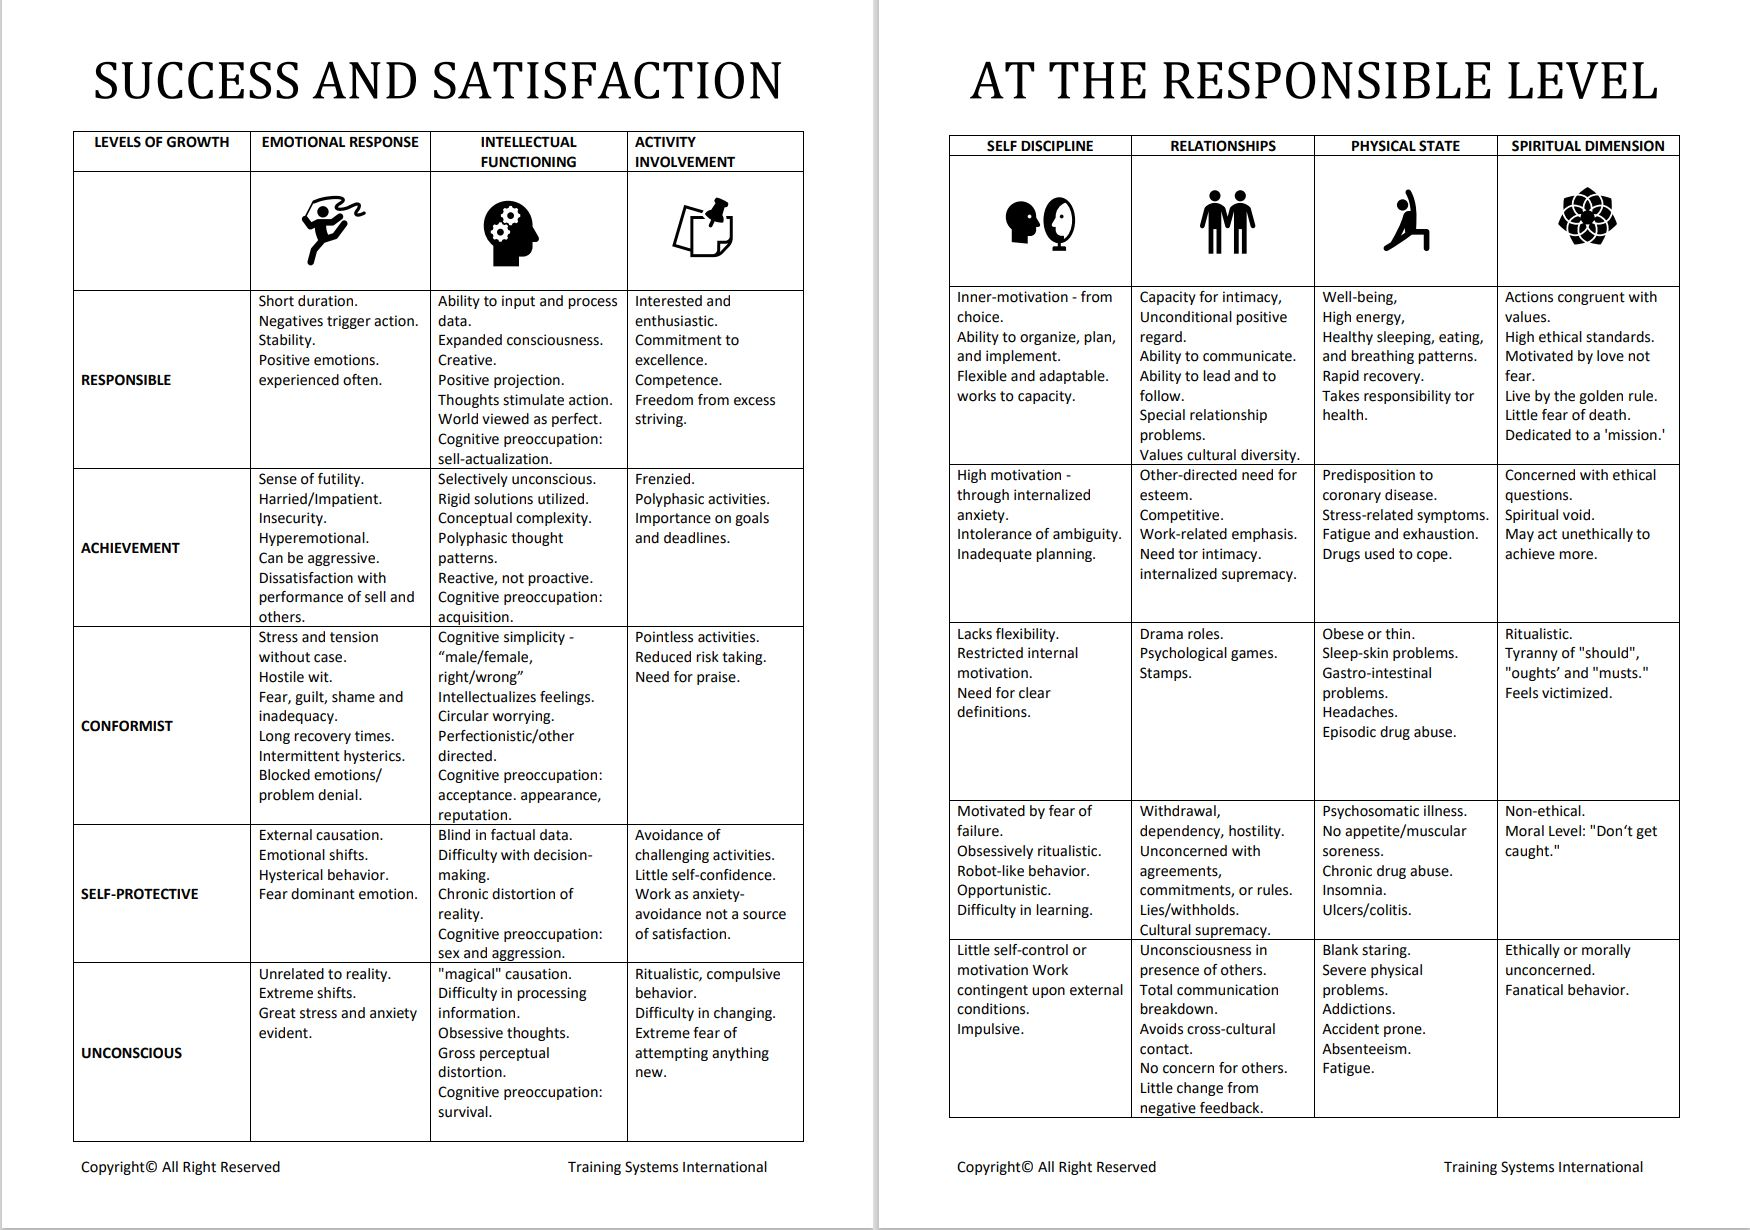 SUCCESS AND SATISFACTION
LEVELS OF GROWTH
EMOTIONAL RESPONSE
INTELLECTUAL
FUNCTIONING
ACTIVITY
INVOLVEMENT
RESPONSIBLE
Short duration.
Negatives trigger action.
Stability.
Positive emotions.
experienced often.
Ability to input and process
data.
Expanded consciousness.
Creative.
Positive projection.
Thoughts stimulate action.
World viewed as perfect.
Cognitive preoccupation:
sell-actualization.
Interested and
enthusiastic.
Commitment to
excellence.
Competence.
Freedom from excess
striving.
ACHIEVEMENT
Sense of futility.
Harried/Impatient.
Insecurity.
Hyperemotional.
Can be aggressive.
Dissatisfaction with
performance of sell and
others.
Selectively unconscious.
Rigid solutions utilized.
Conceptual complexity.
Polyphasic thought
patterns.
Reactive, not proactive.
Cognitive preoccupation:
acquisition.
Frenzied.
Polyphasic activities.
Importance on goals
and deadlines.
CONFORMIST
Stress and tension
without case.
Hostile wit.
Fear, guilt, shame and
inadequacy.
Long recovery times.
Intermittent hysterics.
Blocked emotions/
problem denial.
Cognitive simplicity -
“male/female,
right/wrong”
Intellectualizes feelings.
Circular worrying.
Perfectionistic/other
directed.
Cognitive preoccupation:
acceptance. appearance,
reputation.
Pointless activities.
Reduced risk taking.
Need for praise.
SELF-PROTECTIVE
External causation.
Emotional shifts.
Hysterical behavior.
Fear dominant emotion.
Blind in factual data.
Difficulty with decision-
making.
Chronic distortion of
reality.
Cognitive preoccupation:
sex and aggression.
Avoidance of
challenging activities.
Little self-confidence.
Work as anxiety-
avoidance not a source
of satisfaction.
UNCONSCIOUS
Unrelated to reality.
Extreme shifts.
Great stress and anxiety
evident.
"magical" causation.
Difficulty in processing
information.
Obsessive thoughts.
Gross perceptual
distortion.
Cognitive preoccupation:
survival.
Ritualistic, compulsive
behavior.
Difficulty in changing.
Extreme fear of
attempting anything
new.
Copyright© All Right Reserved
Training Systems International
AT THE RESPONSIBLE LEVEL
SELF DISCIPLINE
RELATIONSHIPS
PHYSICAL STATE
SPIRITUAL DIMENSION
Inner-motivation - from
choice.
Ability to organize, plan,
and implement.
Flexible and adaptable.
works to capacity.
Capacity for intimacy,
Unconditional positive
regard.
Ability to communicate.
Ability to lead and to
follow.
Special relationship
problems.
Values cultural diversity.
Well-being,
High energy,
Healthy sleeping, eating,
and breathing patterns.
Rapid recovery.
Takes responsibility tor
health.
Actions congruent with
values.
High ethical standards.
Motivated by love not
fear.
Live by the golden rule.
Little fear of death.
Dedicated to a 'mission.'
High motivation -
through internalized
anxiety.
Intolerance of ambiguity.
Inadequate planning.
Other-directed need for
esteem.
Competitive.
Work-related emphasis.
Need tor intimacy.
internalized supremacy.
Predisposition to
coronary disease.
Stress-related symptoms.
Fatigue and exhaustion.
Drugs used to cope.
Concerned with ethical
questions.
Spiritual void.
May act unethically to
achieve more.
Lacks flexibility.
Restricted internal
motivation.
Need for clear
definitions.
Drama roles.
Psychological games.
Stamps.
Obese or thin.
Sleep-skin problems.
Gastro-intestinal
problems.
Headaches.
Episodic drug abuse.
Ritualistic.
Tyranny of "should",
"oughts’ and "musts."
Feels victimized.
Motivated by fear of
failure.
Obsessively ritualistic.
Robot-like behavior.
Opportunistic.
Difficulty in learning.
Withdrawal,
dependency, hostility.
Unconcerned with
agreements,
commitments, or rules.
Lies/withholds.
Cultural supremacy.
Psychosomatic illness.
No appetite/muscular
soreness.
Chronic drug abuse.
Insomnia.
Ulcers/colitis.
Non-ethical.
Moral Level: "Don‘t get
caught."
Little self-control or
motivation Work
contingent upon external
conditions.
Impulsive.
Unconsciousness in
presence of others.
Total communication
breakdown.
Avoids cross-cultural
contact.
No concern for others.
Little change from
negative feedback.
Blank staring.
Severe physical
problems.
Addictions.
Accident prone.
Absenteeism.
Fatigue.
Ethically or morally
unconcerned.
Fanatical behavior.
Copyright© All Right Reserved
Training Systems International